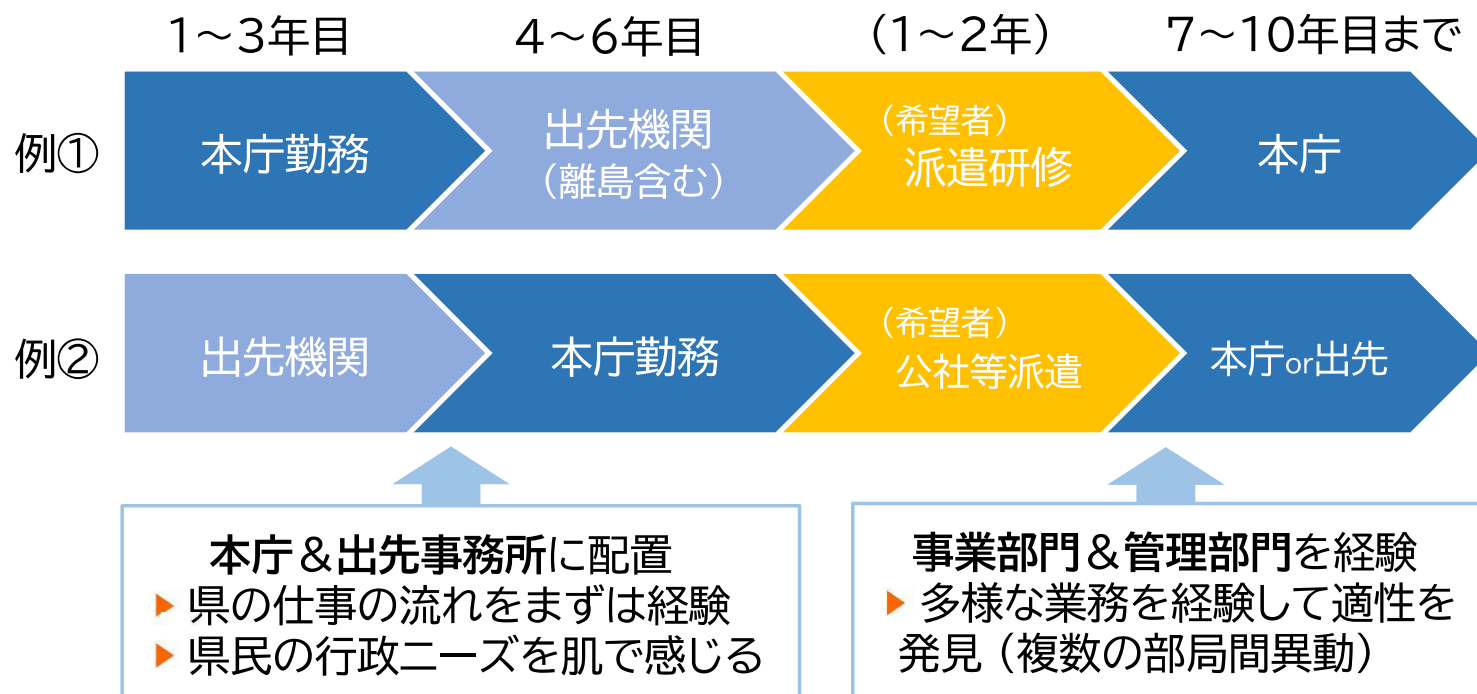 1～3年目
4～6年目
（1～2年）
7～10年目まで
例①
本庁勤務
出先機関
（離島含む）
（希望者）
派遣研修
本庁
例②
出先機関
本庁勤務
（希望者）
公社等派遣
本庁or出先
本庁＆出先事務所に配置
県の仕事の流れをまずは経験
県民の行政ニーズを肌で感じる
事業部門＆管理部門を経験
多様な業務を経験して適性を
発見（複数の部局間異動）